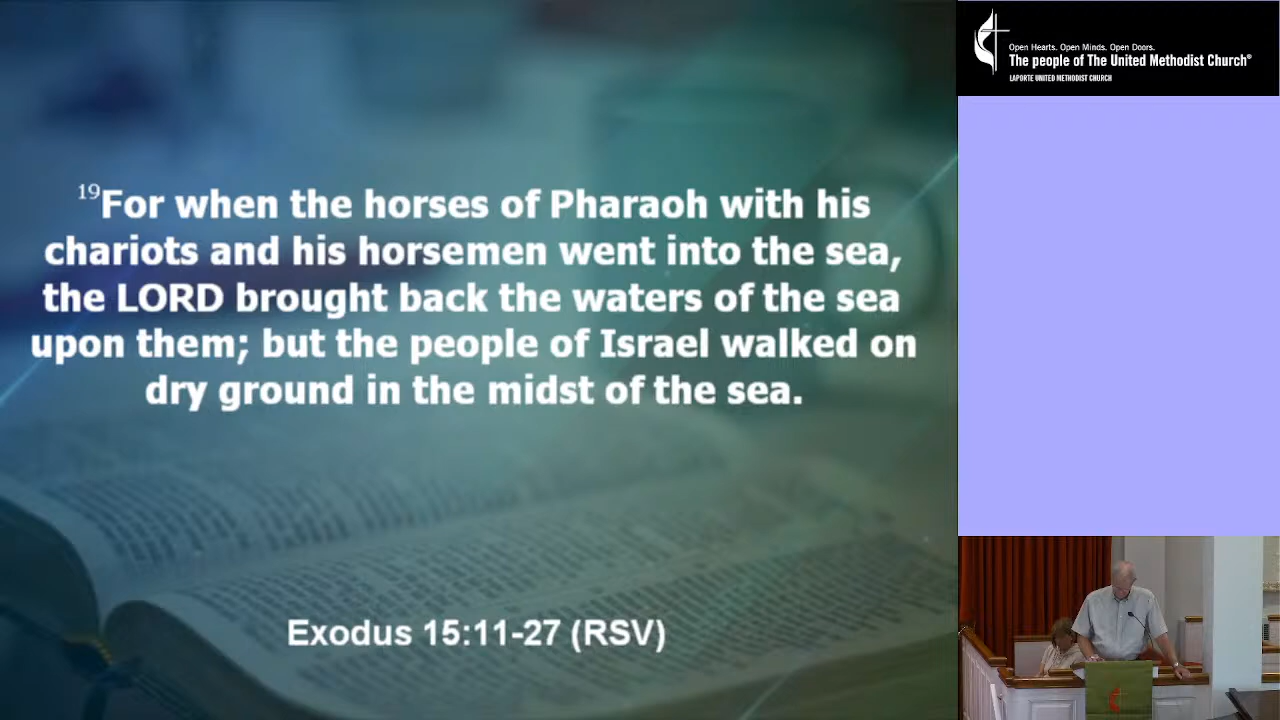 19For when the horses of Pharaoh with his
chariots and his horsemen went into the sea,
the LORD brought back the waters of the sea
upon them; but the people of Israel walked on
dry ground in the midst of the sea.
Exodus 15:11-27 (RSV)
Open Hearts. Open Minds. Open Doors.
The people of The United Methodist Church®
LAPORTE UNITED METHODIST CHURCH